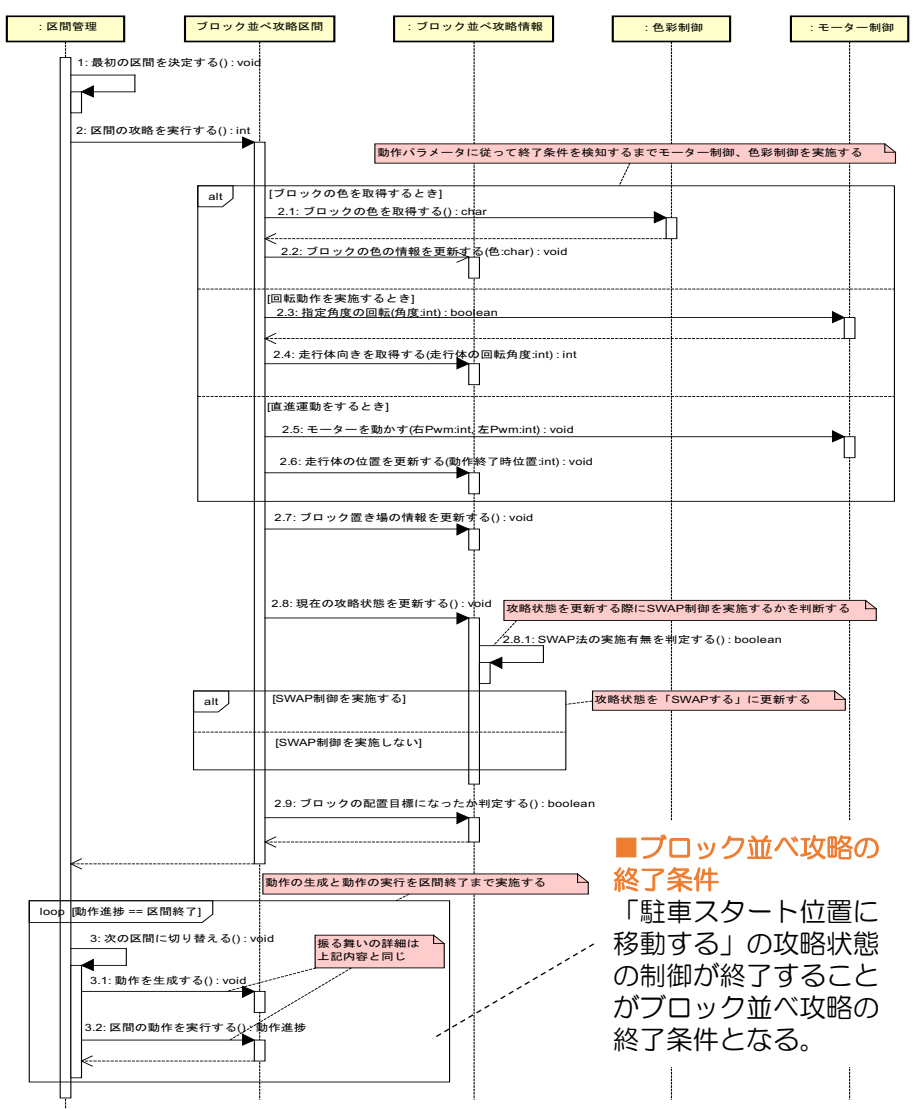 : 区間管理
ブロック並べ攻略区間
: ブロック並べ攻略情報
: 色彩制御
: モーター制御
1: 最初の区間を決定する() : void
2: 区間の攻略を実行する() : int
動作パラメータに従って終了条件を検知するまでモーター制御、色彩制御を実施する
alt
[ブロックの色を取得するとき]
2.1: ブロックの色を取得する() : char
2.2: ブロックの色の情報を更新する(色:char) : void
[回転動作を実施するとき]
2.3: 指定角度の回転(角度:int) : boolean
2.4: 走行体向きを取得する(走行体の回転角度:int) : int
[直進運動をするとき]
2.5: モーターを動かす(右Pwm:int, 左Pwm:int) : void
2.6: 走行体の位置を更新する(動作終了時位置:int) : void
2.7: ブロック置き場の情報を更新する() : void
2.8: 現在の攻略状態を更新する() : void
攻略状態を更新する際にSWAP制御を実施するかを判断する
2.8.1: SWAP法の実施有無を判定する() : boolean
alt
[SWAP制御を実施する]
攻略状態を「SWAPする」に更新する
[SWAP制御を実施しない]
2.9: ブロックの配置目標になったか判定する() : boolean
■ブロック並べ攻略の
終了条件
「駐車スタート位置に
移動する」の攻略状態
の制御が終了すること
がブロック並べ攻略の
終了条件となる。
動作の生成と動作の実行を区間終了まで実施する
loop [動作進捗 == 区間終了]
3: 次の区間に切り替える() : void
振る舞いの詳細は
上記内容と同じ
3.1: 動作を生成する() : void
3.2: 区間の動作を実行する() : 動作進捗